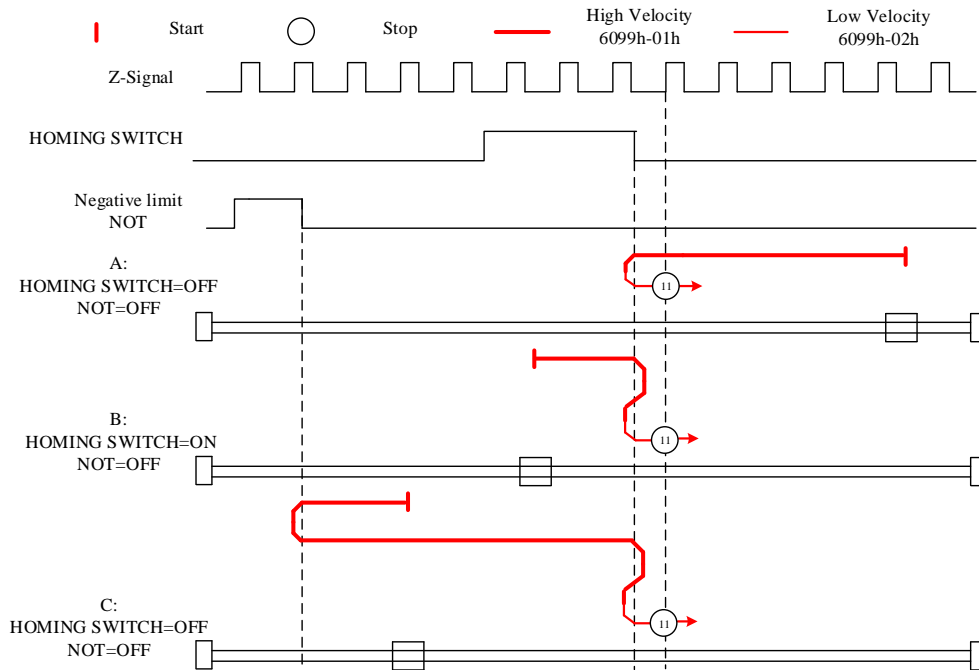 Start
Stop
High Velocity
6099h-01h
Low Velocity
6099h-02h
Z-Signal
HOMING SWITCH
Negative limit
NOT
A:
HOMING SWITCH=OFF
NOT=OFF
11
B:
HOMING SWITCH=ON
NOT=OFF
11
C:
HOMING SWITCH=OFF
NOT=OFF
11